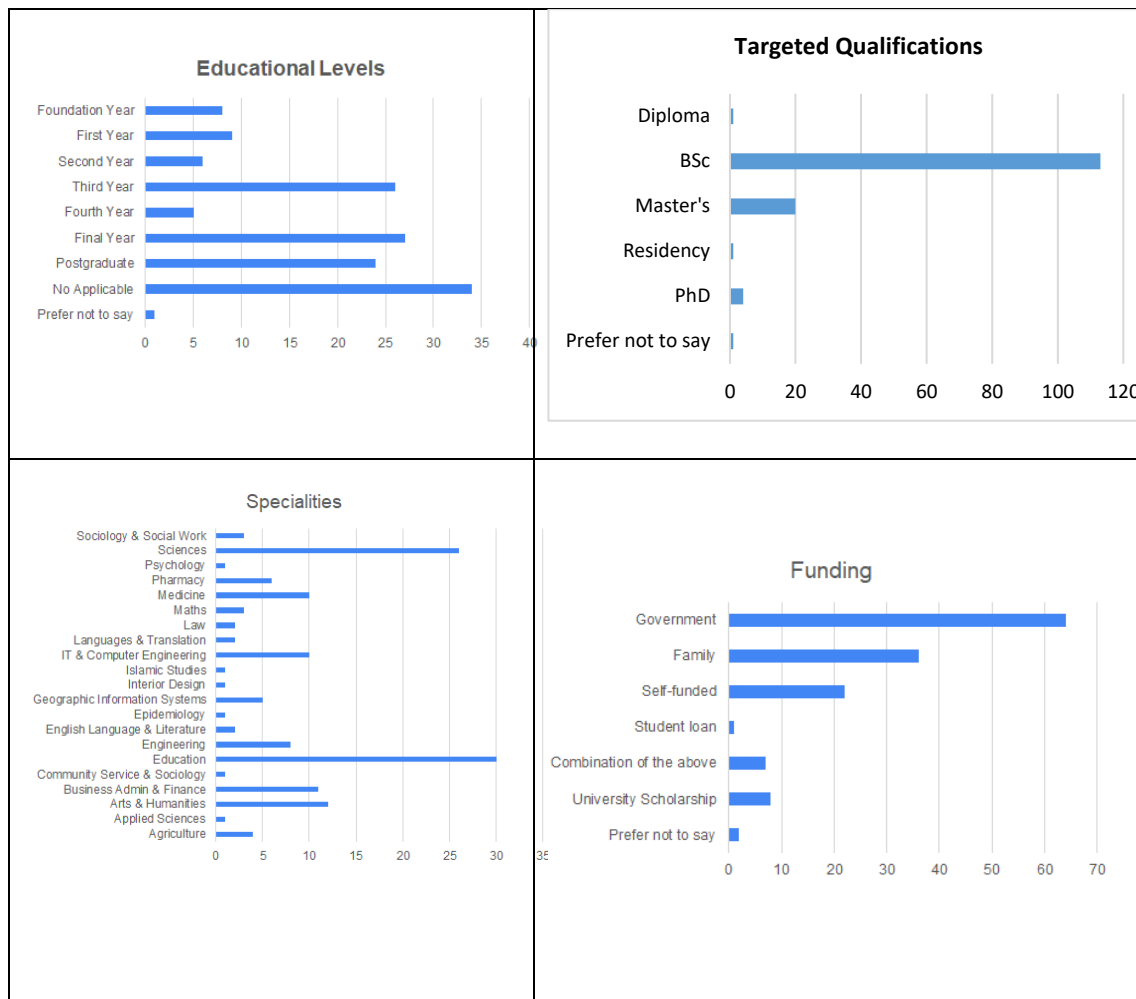 Educational Levels
Foundation Year
First Year
Second Year
Third Year
Fourth Year
Final Year
Postgraduate
No Applicable
Prefer not to say
0 5 10 15 20 25 30 35 40
Targeted Qualifications
Diploma
BSc
Master's
Residency
PhD
Prefer not to say
0 20 40 60 80 100 120
Specialities
Sociology & Social Work
Sciences
Psychology
Pharmacy
Medicine
Maths
Law
Languages & Translation
IT & Computer Engineering
Islamic Studies
Interior Design
Geographic Information Systems
Epidemiology
English Language & Literature
Engineering
Education
Community Service & Sociology
Business Admin & Finance
Arts & Humanities
Applied Sciences
Agriculture
0 5 10 15 20 25 30 35
Funding
Government
Family
Self-funded
Student loan
Combination of the above
University Scholarship
Prefer not to say
0 10 20 30 40 50 60 70